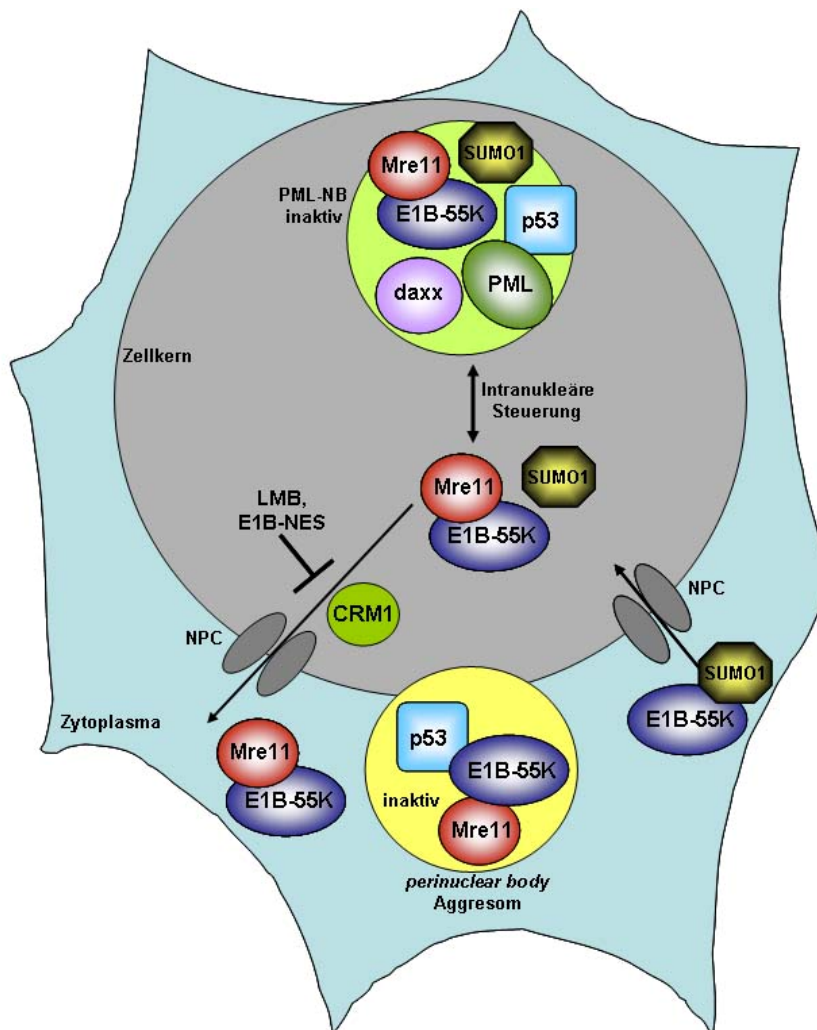 Mre11
SUMO1
PML-NB
inaktiv
E1B-55K
p53
daxx
PML
Zellkern
Intranukleäre
Steuerung
Mre11
SUMO1
E1B-55K
LMB,
E1B-NES
CRM1
NPC
NPC
SUMO1
E1B-55K
Zytoplasma
Mre11
E1B-55K
p53
E1B-55K
inaktiv
Mre11
perinuclear body
Aggresom